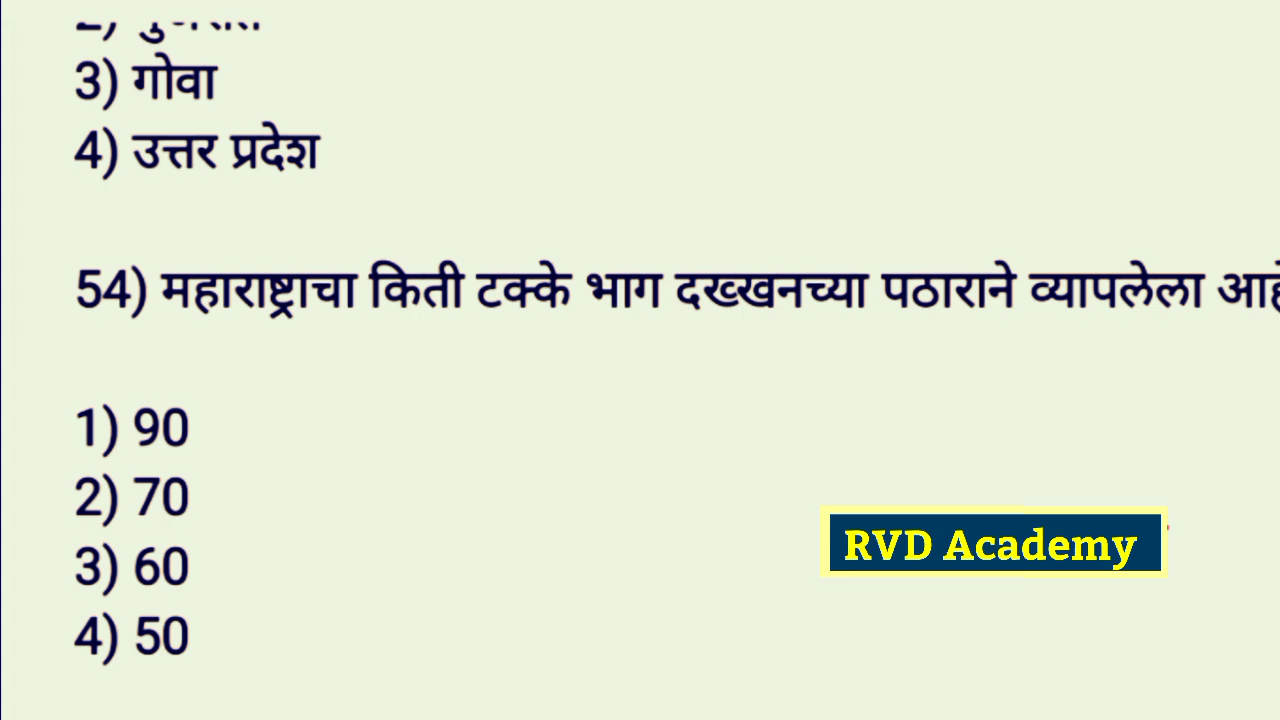 3) गोवा
4) उत्तर प्रदेश
54) महाराष्ट्राचा किती टक्के भाग दख्खनच्या पठाराने व्यापलेला
1) 90
2) 70
3) 60
4) 50
RVD Academy